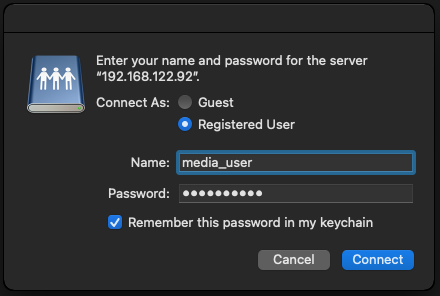 Enter your name and password for the server
“192.168.122.92”.
Connect As: Guest
Registered User
Name: media_user
Password: ••••••••••
Remember this password in my keychain
Cancel Connect